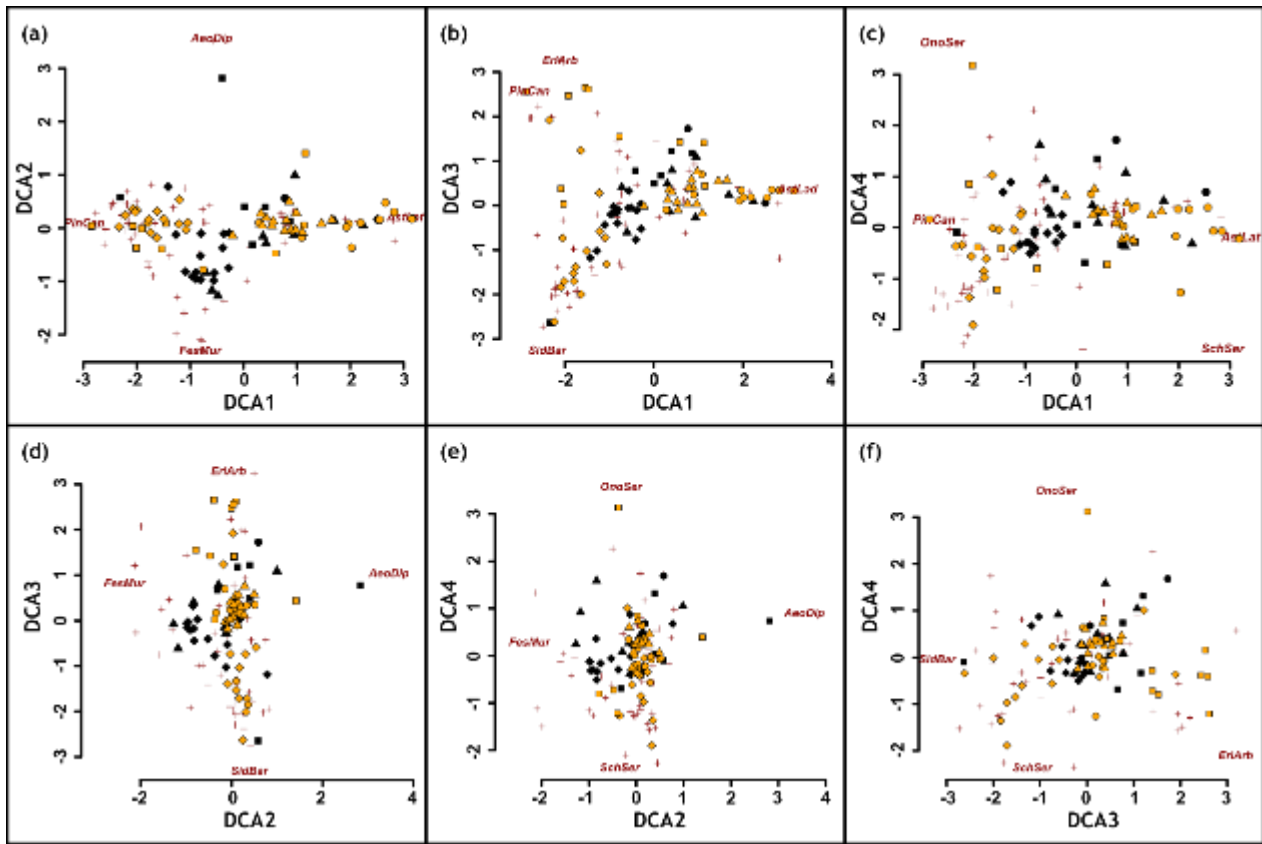 (a)
AeoDip
3
2
1
0
-1
-2
DCA2
PinCan
FesMur
-3
-2
-1
0
1
2
3
DCA1
(b)
EriArb
PinCan
3
2
1
0
-1
-2
-3
DCA3
SidBar
-2
0
2
4
DCA1
(c)
OnoSer
3
2
1
0
-1
-2
DCA4
PinCan
AstLat
SchSer
-3
-2
-1
0
1
2
3
DCA1
(d)
EriArb
3
2
1
0
-1
-2
-3
DCA3
FesMur
AeoDip
SidBar
-2
0
2
4
DCA2
(e)
OnoSer
4
2
0
-2
DCA4
FesMur
AeoDip
SchSer
-2
-1
0
1
2
3
4
DCA2
(f)
OnoSer
3
2
1
0
-1
-2
DCA4
SidBar
SchSer
EriArb
-3
-2
-1
0
1
2
3
DCA3